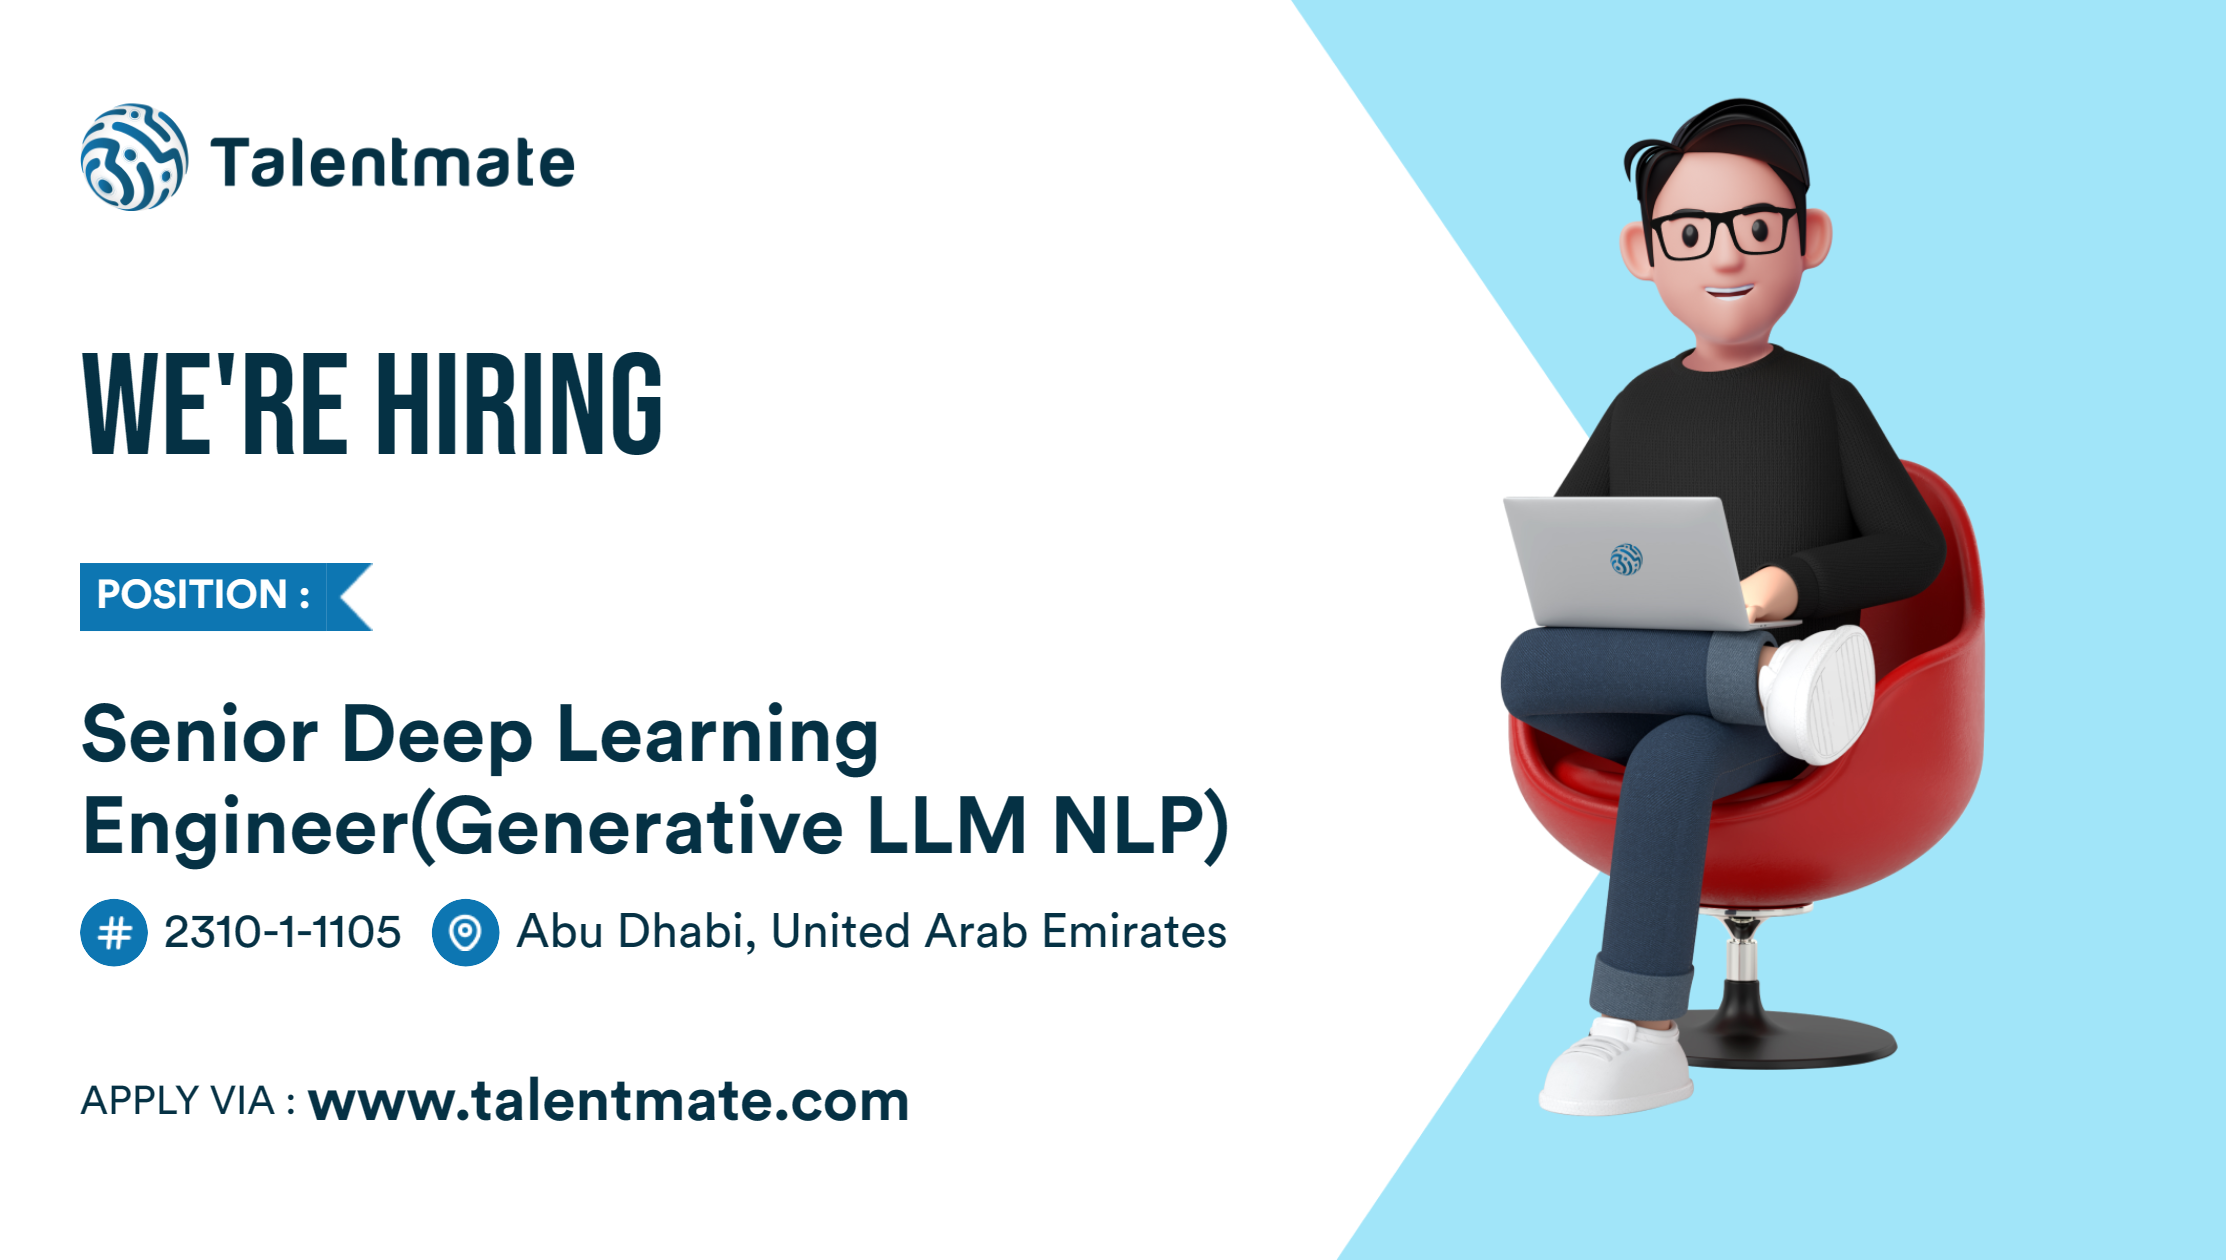 Talentmate
WE'RE HIRING
POSITION :
Senior Deep Learning
Engineer(Generative LLM NLP)
# 2310-1-1105 Abu Dhabi, United Arab Emirates
APPLY VIA : www.talentmate.com